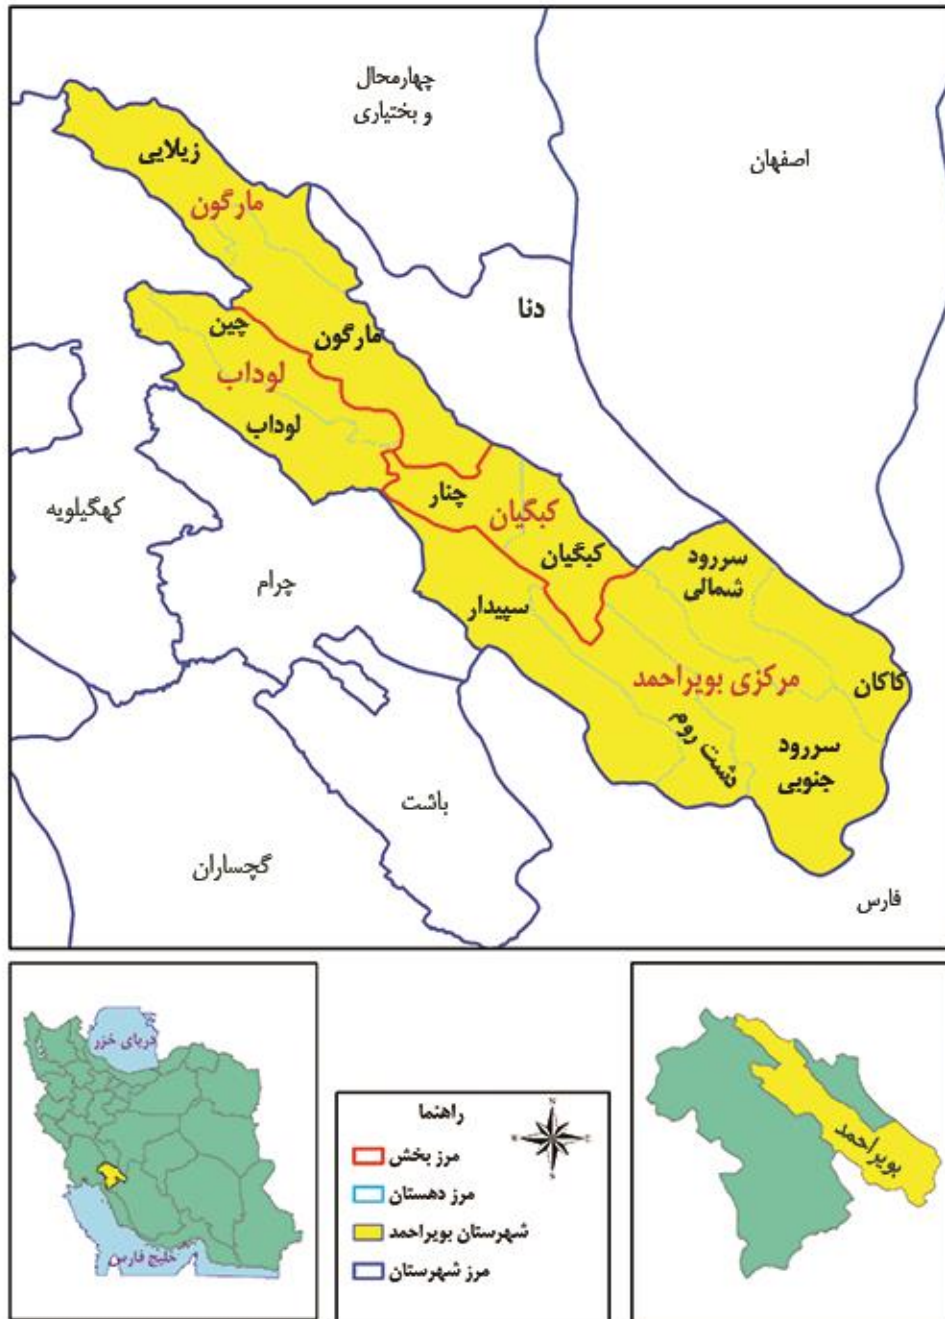 چهارمحال
و بختیاری
اصفهان
زیلایی
مارگون
دنا
چین
مارگون
لوداب
لوداب
چنار
کبگیان
کهگیلویه
کبگیان
سررود
شمالی
چرام
سپیدار
مرکزی بویراحمد
کاکان
دشت روم
سررود
جنوبی
باشت
گچساران
فارس
دریای خزر
خلیج فارس
راهنما
N
E
S
W
مرز بخش
مرز دهستان
شهرستان بویراحمد
مرز شهرستان
بویراحمد